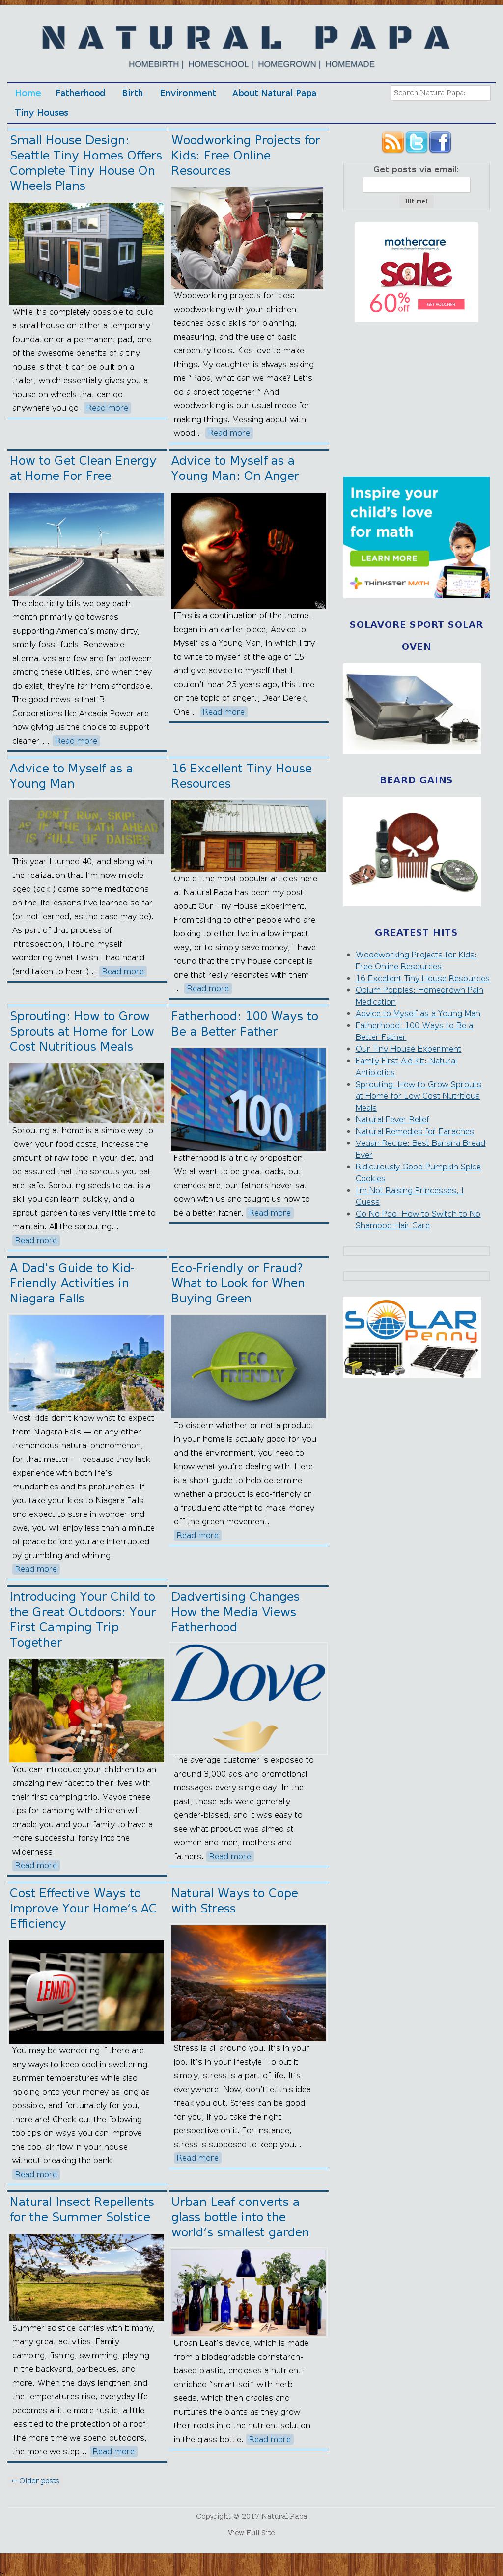 NATURAL PAPA
HOMEBIRTH | HOMESCHOOL | HOMEGROWN | HOMEMADE
Home Fatherhood Birth Environment About Natural Papa
Search NaturalPapa:
Tiny Houses
Small House Design:
Seattle Tiny Homes Offers
Complete Tiny House On
Wheels Plans
While it's completely possible to build
a small house on either a temporary
foundation or a permanent pad, one
of the awesome benefits of a tiny
house is that it can be built on a
trailer, which essentially gives you a
house on wheels that can go
anywhere you go. Read more
Woodworking Projects for
Kids: Free Online
Resources
Woodworking projects for kids:
woodworking with your children
teaches basic skills for planning,
measuring, and the use of basic
carpentry tools. Kids love to make
things. My daughter is always asking
me "Papa, what can we make? Let's
do a project together." And
woodworking is our usual mode for
making things. Messing about with
wood... Read more
How to Get Clean Energy
at Home For Free
The electricity bills we pay each
month primarily go towards
supporting America's many dirty,
smelly fossil fuels. Renewable
alternatives are few and far between
among these utilities, and when they
do exist, they're far from affordable.
The good news is that B
Corporations like Arcadia Power are
now giving us the choice to support
cleaner,... Read more
Advice to Myself as a
Young Man: On Anger
[This is a continuation of the theme I
began in an earlier piece, Advice to
Myself as a Young Man, in which I try
to write to myself at the age of 15
and give advice to myself that I
couldn't hear 25 years ago, this time
on the topic of anger.] Dear Derek,
One... Read more
Advice to Myself as a
Young Man
DON'T RUN, SKIP!
AS IF THE PATH AHEAD
IS FULL OF DAISIES
This year I turned 40, and along with
the realization that I'm now middle-
aged (ack!) came some meditations
on the life lessons I've learned so far
(or not learned, as the case may be).
As part of that process of
introspection, I found myself
wondering what I wish I had heard
(and taken to heart)... Read more
16 Excellent Tiny House
Resources
One of the most popular articles here
at Natural Papa has been my post
about Our Tiny House Experiment.
From talking to other people who are
looking to either living in a low impact
way, or to simply save money, I have
found that the tiny house concept is
one that really resonates with them.
... Read more
Sprouting: How to Grow
Sprouts at Home for Low
Cost Nutritious Meals
Sprouting at home is a simple way to
lower your food costs, increase the
amount of raw food in your diet, and
be assured that the sprouts you eat
are safe. Sprouting seeds to eat is a
skill you can learn quickly, and a
sprout garden takes very little time to
maintain. All the sprouting...
Read more
Fatherhood: 100 Ways to
Be a Better Father
100
Fatherhood is a tricky proposition.
We all want to be great dads, but
chances are, our fathers never sat
down with us and taught us how to
be a better father. Read more
A Dad's Guide to Kid-
Friendly Activities in
Niagara Falls
Most kids don't know what to expect
from Niagara Falls — or any other
tremendous natural phenomenon,
for that matter — because they lack
experience with both life's
mundanities and its profundities. If
you take your kids to Niagara Falls
and expect to stare in wonder and
awe, you will enjoy less than a minute
of peace before you are interrupted
by grumbling and whining.
Read more
Eco-Friendly or Fraud?
What to Look for When
Buying Green
ECO
FRIENDLY
To discern whether or not a product
in your home is actually good for you
and the environment, you need to
know what you're dealing with. Here
is a short guide to help determine
whether a product is eco-friendly or
a fraudulent attempt to make money
off the green movement.
Read more
Introducing Your Child to
the Great Outdoors: Your
First Camping Trip
Together
You can introduce your children to an
amazing new facet to their lives with
their first camping trip. Maybe these
tips for camping with children will
enable you and your family to have a
more successful foray into the
wilderness.
Read more
Dadvertising Changes
How the Media Views
Fatherhood
Dove
The average customer is exposed to
around 3,000 ads and promotional
messages every single day. In the
past, these ads were generally
gender-biased, and it was easy to
see what product was aimed at
women and men, mothers and
fathers. Read more
Cost Effective Ways to
Improve Your Home's AC
Efficiency
LENNOX
You may be wondering if there are
any ways to keep cool in sweltering
summer temperatures while also
holding onto your money as long as
possible, and fortunately for you,
there are! Check out the following
top tips on ways you can improve
the cool air flow in your house
without breaking the bank.
Read more
Natural Ways to Cope
with Stress
Stress is all around you. It's in your
job. It's in your lifestyle. To put it
simply, stress is a part of life. It's
everywhere. Now, don't let this idea
freak you out. Stress can be good
for you, if you take the right
perspective on it. For instance,
stress is supposed to keep you...
Read more
Natural Insect Repellents
for the Summer Solstice
Summer solstice carries with it many,
many great activities. Family
camping, fishing, swimming, playing
in the backyard, barbecues, and
more. When the days lengthen and
the temperatures rise, everyday life
becomes a little more rustic, a little
less tied to the protection of a roof.
The more time we spend outdoors,
the more we step... Read more
Urban Leaf converts a
glass bottle into the
world's smallest garden
Urban Leaf's device, which is made
from a biodegradable cornstarch-
based plastic, encloses a nutrient-
enriched "smart soil" with herb
seeds, which then cradles and
nurtures the plants as they grow
their roots into the nutrient solution
in the glass bottle. Read more
← Older posts
Get posts via email:
Hit me!
mothercare
sale
60% off
GET VOUCHER
Inspire your
child's love
for math
LEARN MORE
THINKSTER MATH
SOLAVORE SPORT SOLAR
OVEN
BEARD GAINS
GREATEST HITS
Woodworking Projects for Kids:
Free Online Resources
16 Excellent Tiny House Resources
Opium Poppies: Homegrown Pain
Medication
Advice to Myself as a Young Man
Fatherhood: 100 Ways to Be a
Better Father
Our Tiny House Experiment
Family First Aid Kit: Natural
Antibiotics
Sprouting: How to Grow Sprouts
at Home for Low Cost Nutritious
Meals
Natural Fever Relief
Natural Remedies for Earaches
Vegan Recipe: Best Banana Bread
Ever
Ridiculously Good Pumpkin Spice
Cookies
I'm Not Raising Princesses, I
Guess
Go No Poo: How to Switch to No
Shampoo Hair Care
SOLAR
Penny
Copyright © 2017 Natural Papa
View Full Site